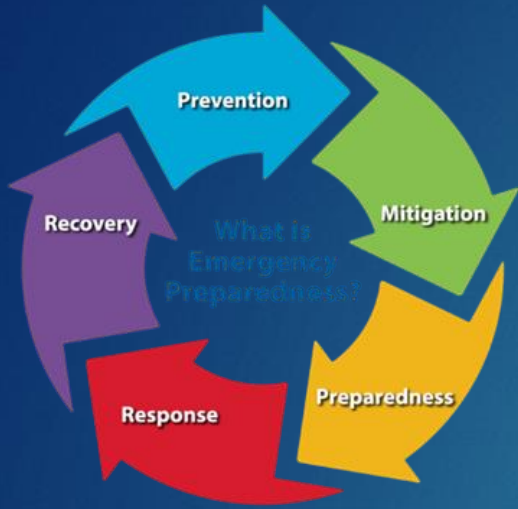 Prevention
Mitigation
Preparedness
Response
Recovery
What is
Emergency
Preparedness?